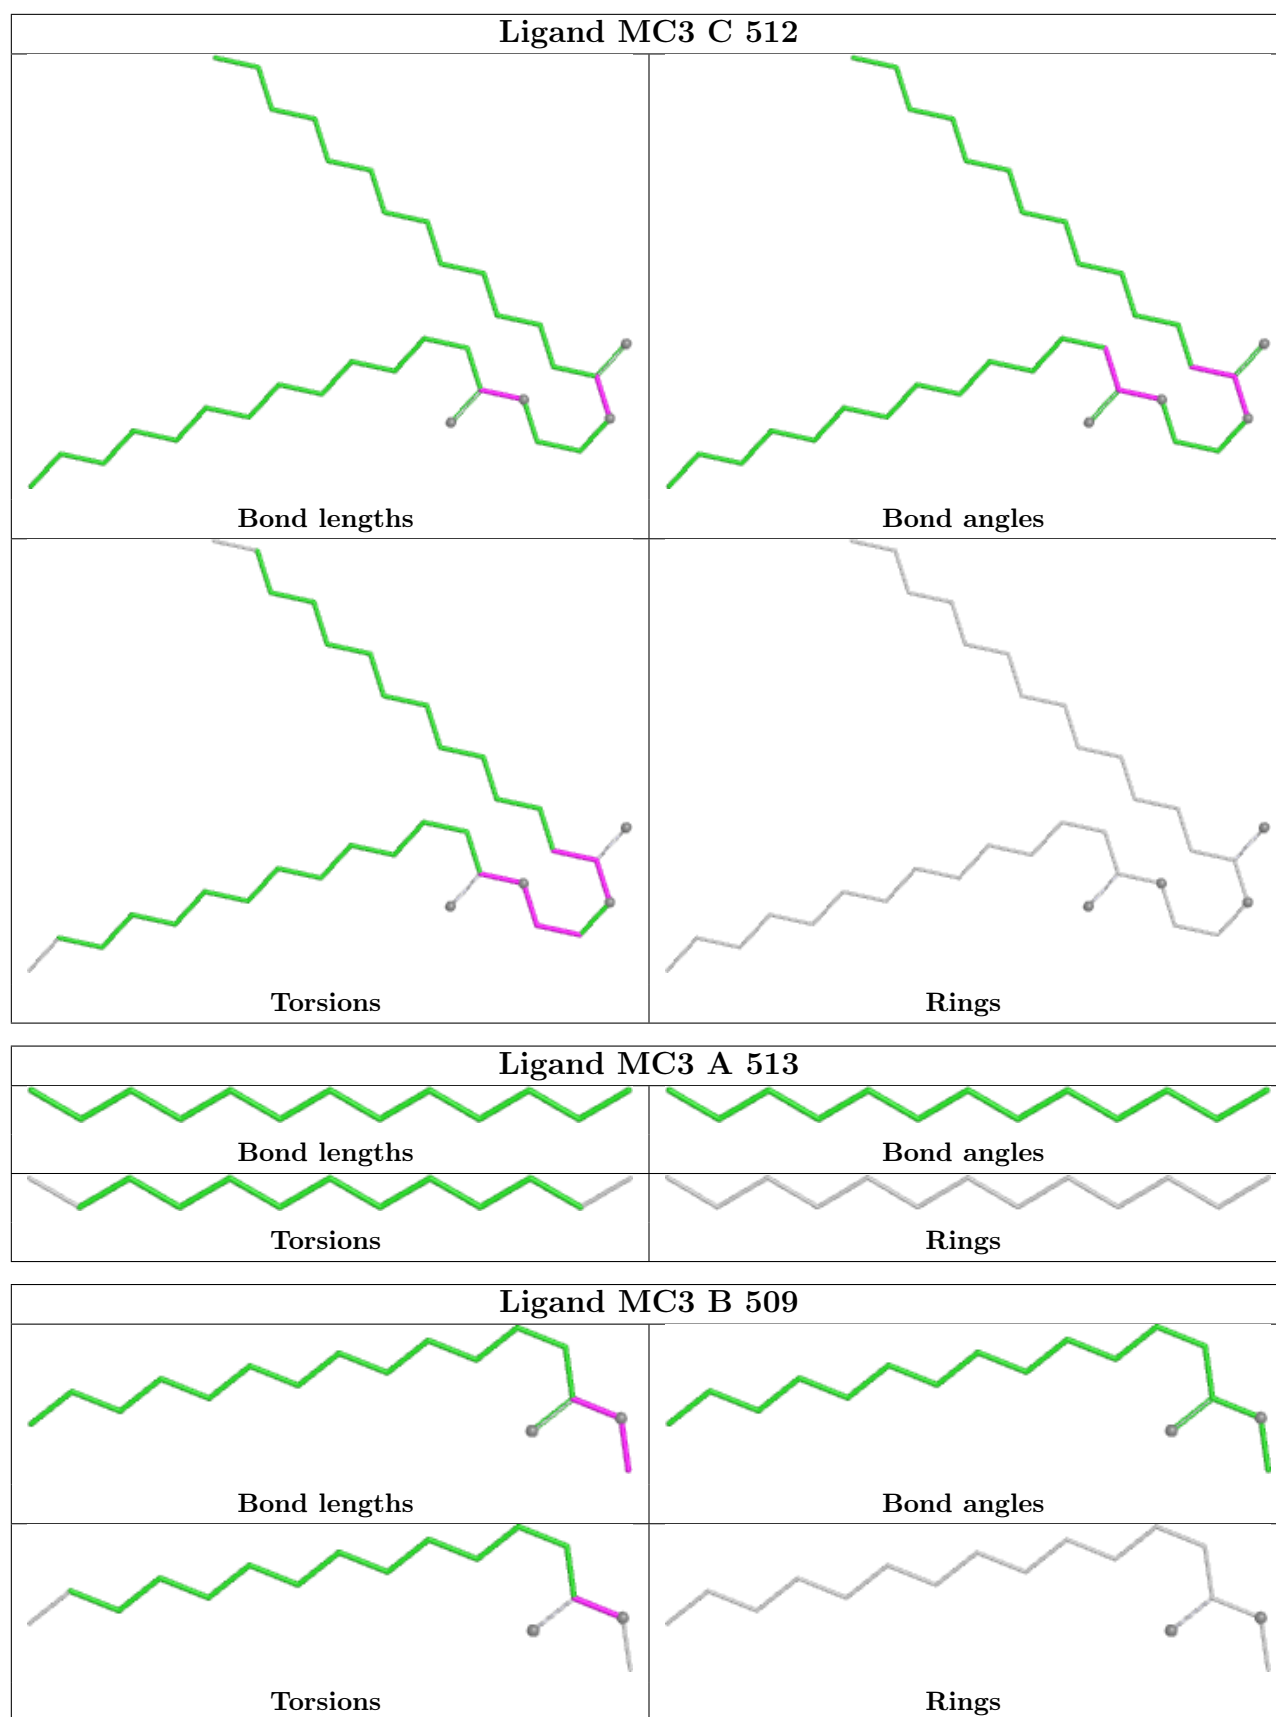 Ligand MC3 C 512
Bond lengths
Bond angles
Torsions
Rings
Ligand MC3 A 513
Bond lengths
Bond angles
Torsions
Rings
Ligand MC3 B 509
Bond lengths
Bond angles
Torsions
Rings